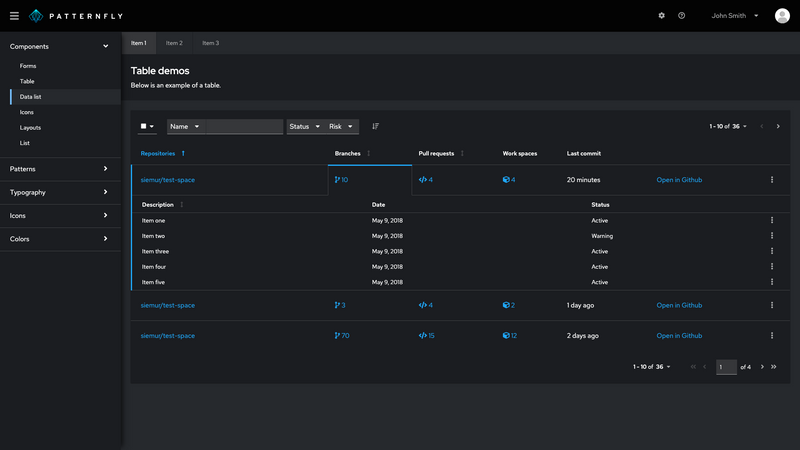 PATTERNFLY
John Smith
Components
Forms
Table
Data list
Icons
Layouts
List
Patterns
Typography
Icons
Colors
Item 1 Item 2 Item 3
Table demos
Below is an example of a table.
Name Status Risk 1 - 10 of 36
Repositories Branches Pull requests Work spaces Last commit
siemur/test-space 10 4 4 20 minutes Open in Github
Description Date Status
Item one May 9, 2018 Active
Item two May 9, 2018 Warning
Item three May 9, 2018 Active
Item four May 9, 2018 Active
Item five May 9, 2018 Active
siemur/test-space 3 4 2 1 day ago Open in Github
siemur/test-space 70 15 12 2 days ago Open in Github
1 - 10 of 36 1 of 4